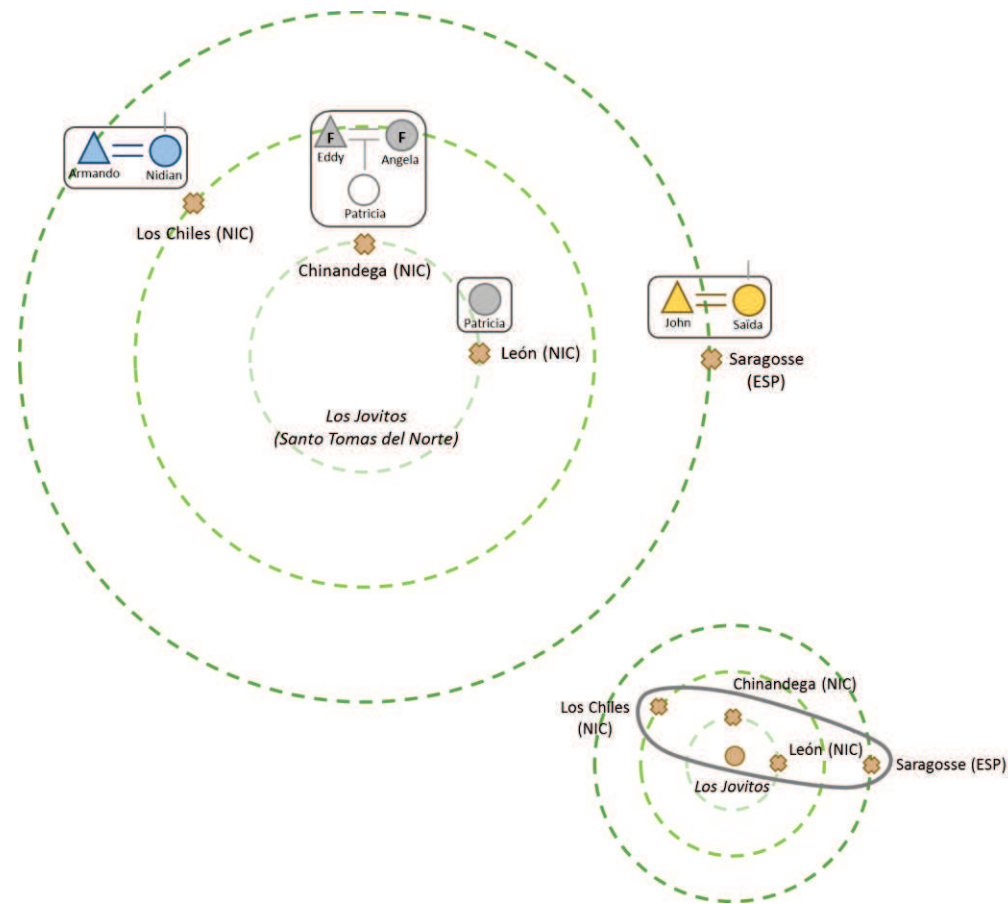 F
F
Eddy
Angela
Armando
Nidian
Patricia
Los Chiles (NIC)
Chinandega (NIC)
Patricia
John
Saïda
León (NIC)
Saragosse
(ESP)
Los Jovitos
(Santo Tomas del Norte)
Chinandega (NIC)
Los Chiles
(NIC)
León (NIC)
Saragosse (ESP)
Los Jovitos